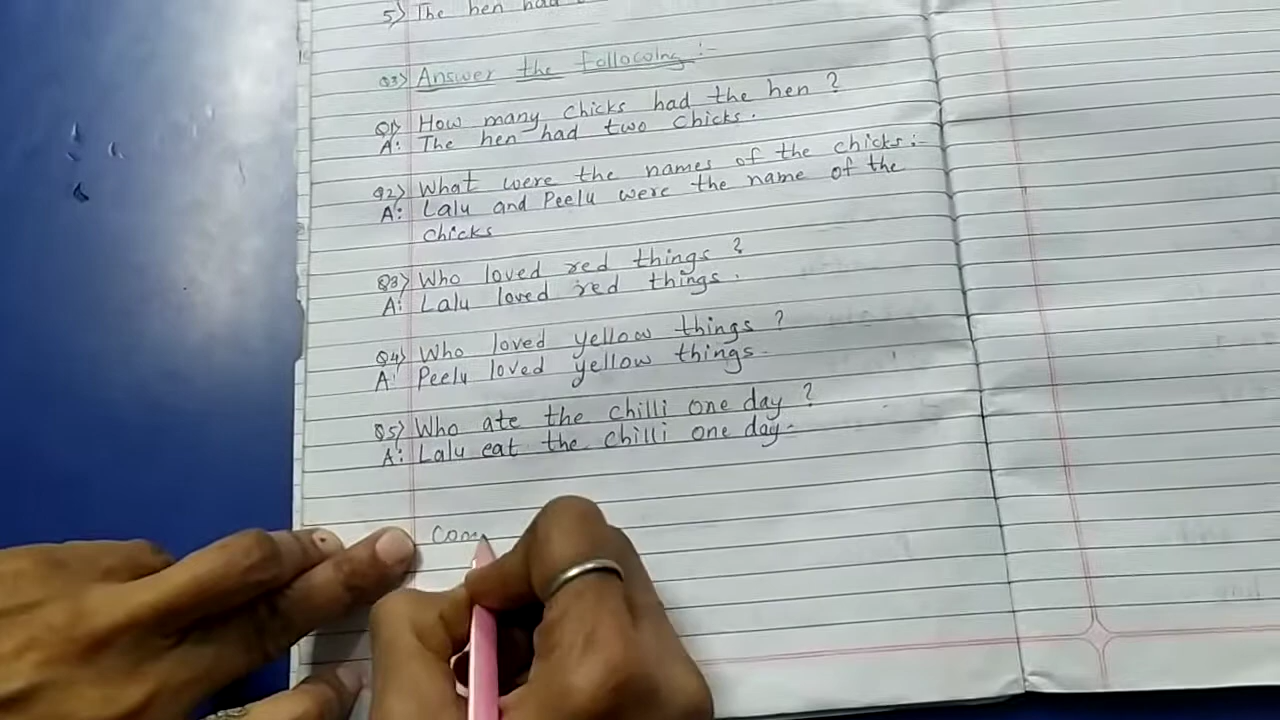 5) The hen had
Q3) Answer the following :-
Q1) How many chicks had the hen ?
A: The hen had two chicks.
Q2) What were the names of the chicks :-
A: Lalu and Peelu were the name of the
chicks
Q3) Who loved red things ?
A: Lalu loved red things.
Q4) Who loved yellow things ?
A: Peelu loved yellow things.
Q5) Who ate the chilli one day ?
A: Lalu eat the chilli one day.
Com